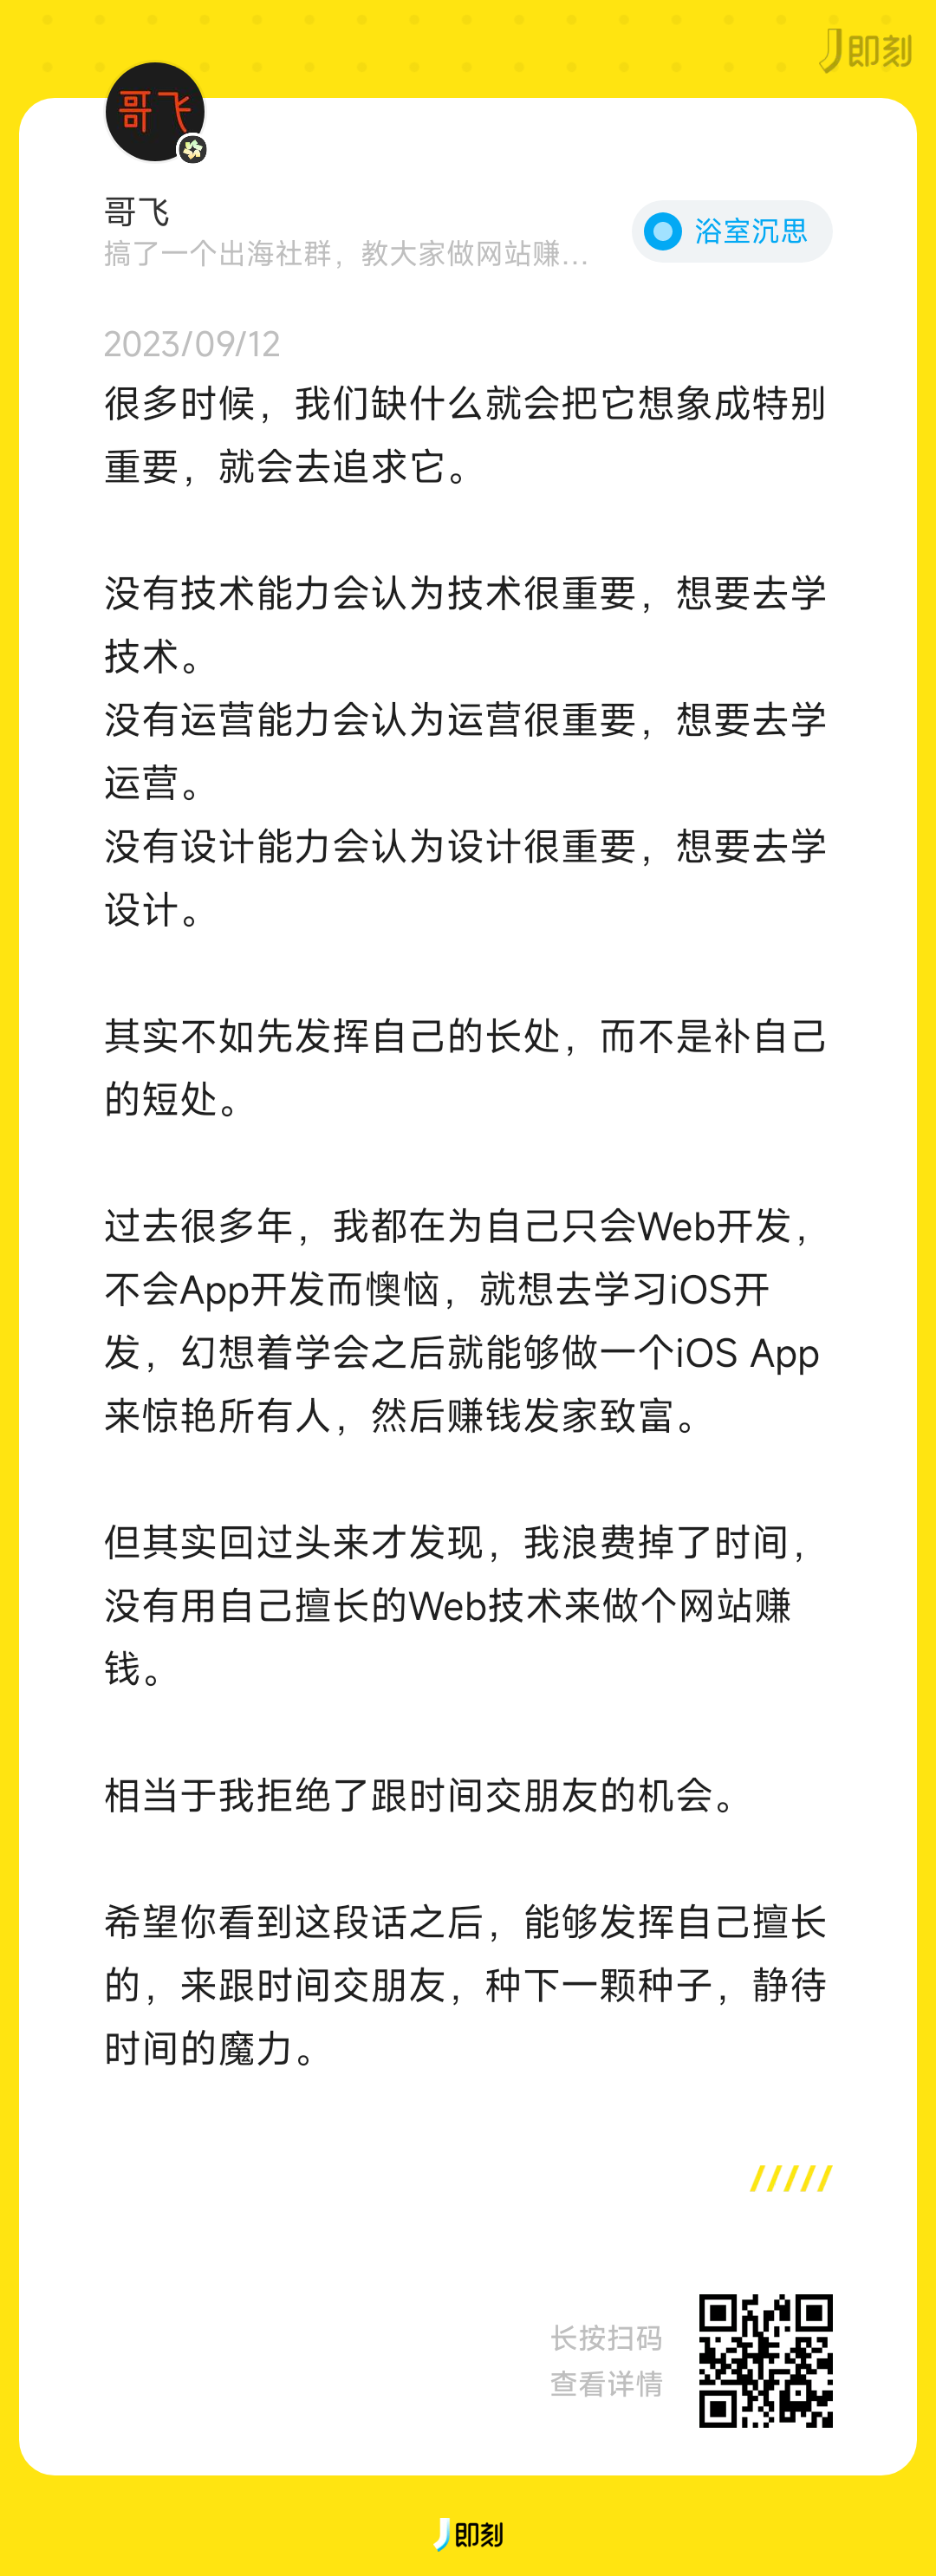 即刻
哥飞
哥飞
搞了一个出海社群，教大家做网站赚...
浴室沉思
2023/09/12
很多时候，我们缺什么就会把它想象成特别
重要，就会去追求它。
没有技术能力会认为技术很重要，想要去学
技术。
没有运营能力会认为运营很重要，想要去学
运营。
没有设计能力会认为设计很重要，想要去学
设计。
其实不如先发挥自己的长处，而不是补自己
的短处。
过去很多年，我都在为自己只会Web开发，
不会App开发而懊恼，就想去学习iOS开
发，幻想着学会之后就能够做一个iOS App
来惊艳所有人，然后赚钱发家致富。
但其实回过头来才发现，我浪费掉了时间，
没有用自己擅长的Web技术来做个网站赚
钱。
相当于我拒绝了跟时间交朋友的机会。
希望你看到这段话之后，能够发挥自己擅长
的，来跟时间交朋友，种下一颗种子，静待
时间的魔力。
长按扫码
查看详情
即刻